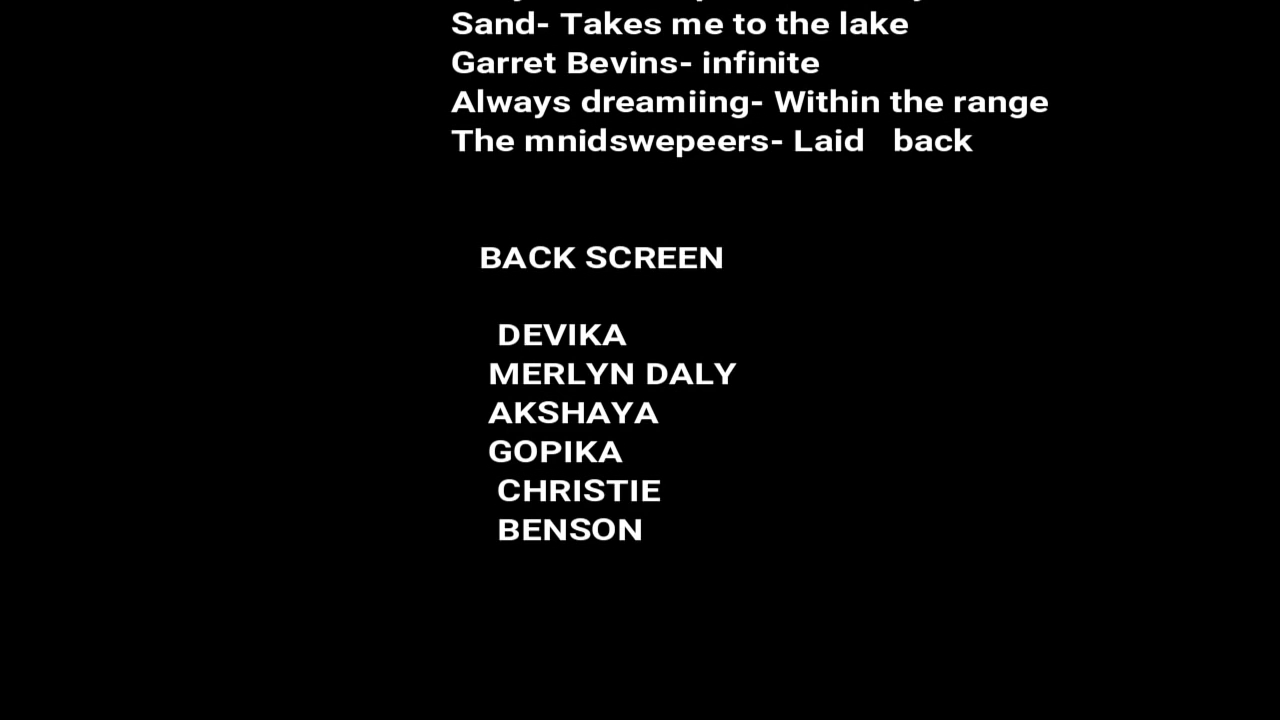 Sand- Takes me to the lake
Garret Bevins- infinite
Always dreamiing- Within the range
The mnidswepeers- Laid   back
BACK SCREEN
DEVIKA
MERLYN DALY
AKSHAYA
GOPIKA
CHRISTIE
BENSON